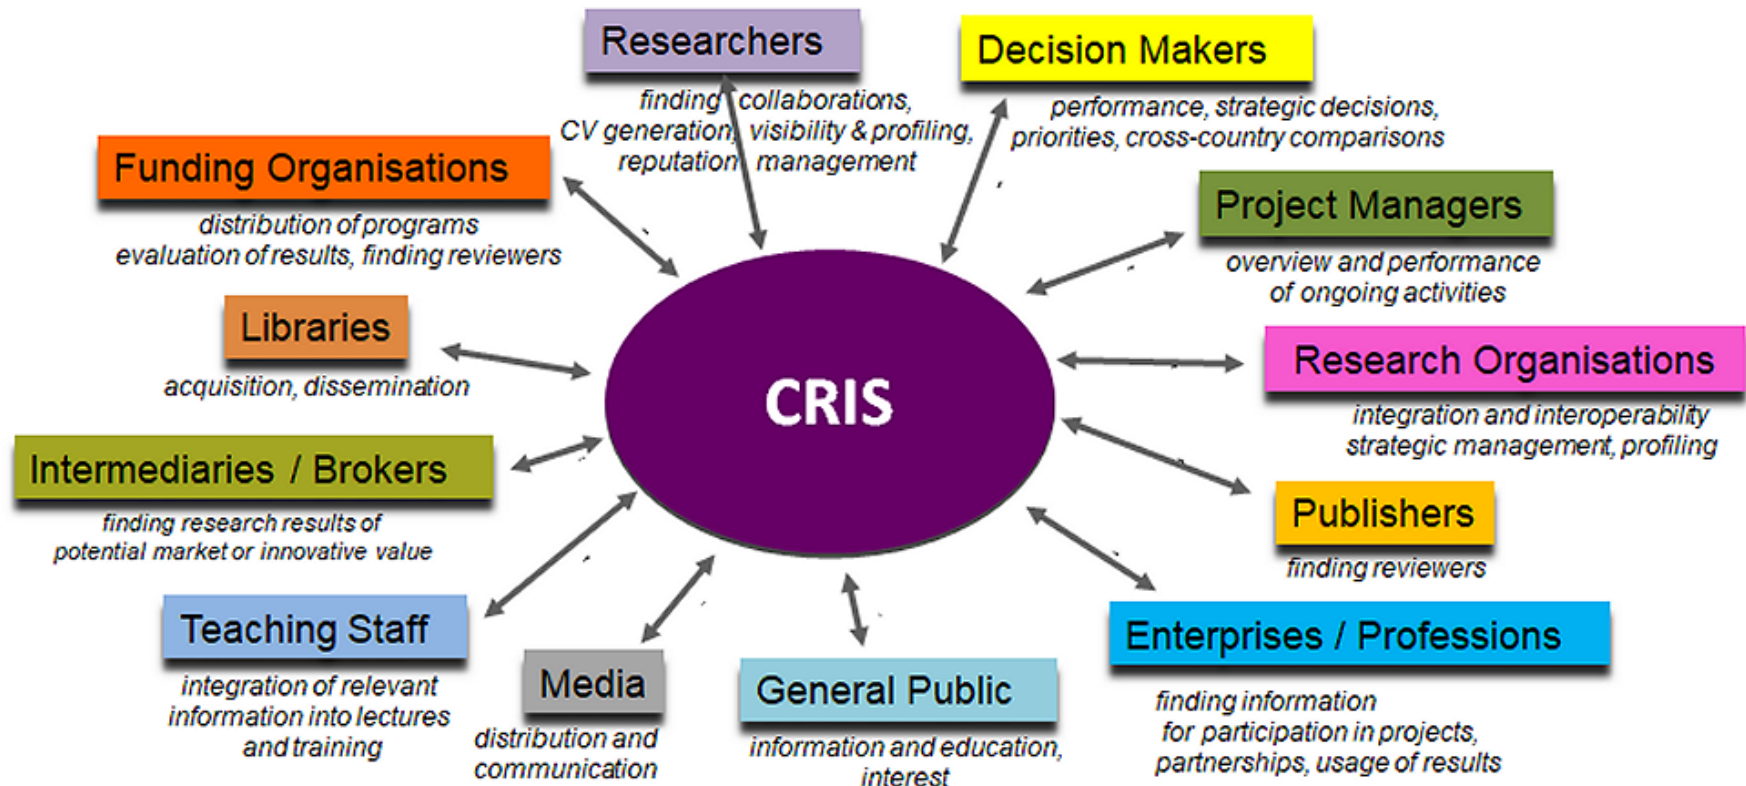 Researchers
finding collaborations,
CV generation, visibility & profiling,
reputation management
Decision Makers
performance, strategic decisions,
priorities, cross-country comparisons
Funding Organisations
distribution of programs
evaluation of results, finding reviewers
Project Managers
overview and performance
of ongoing activities
Libraries
acquisition, dissemination
CRIS
Research Organisations
integration and interoperability
strategic management, profiling
Intermediaries / Brokers
finding research results of
potential market or innovative value
Publishers
finding reviewers
Teaching Staff
integration of relevant
information into lectures
and training
Media
distribution and
communication
General Public
information and education,
interest
Enterprises / Professions
finding information
for participation in projects,
partnerships, usage of results